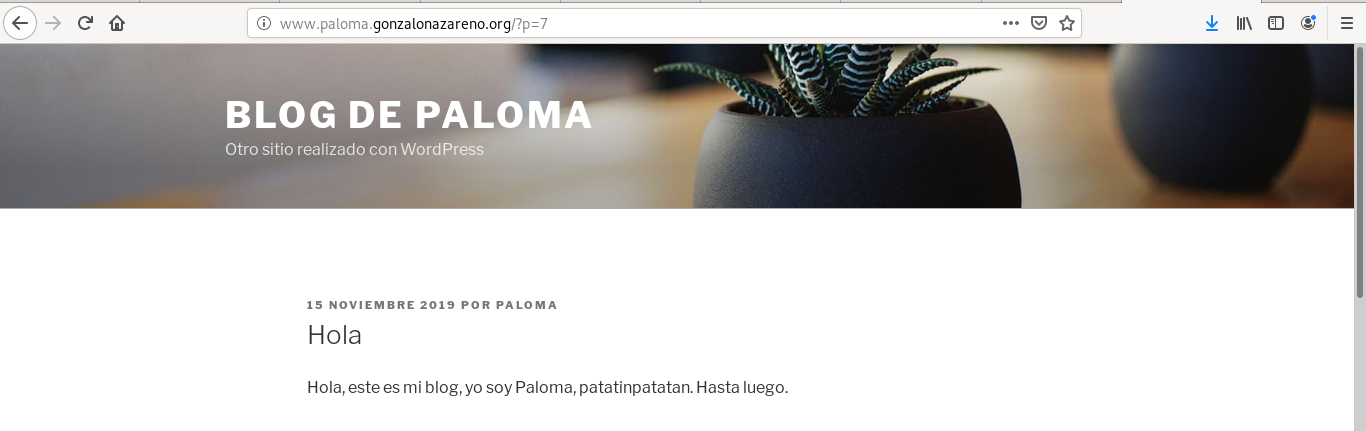 www.paloma.gonzalonazareno.org/?p=7
BLOG DE PALOMA
Otro sitio realizado con WordPress
15 NOVIEMBRE 2019 POR PALOMA
Hola
Hola, este es mi blog, yo soy Paloma, patatinpatatan. Hasta luego.